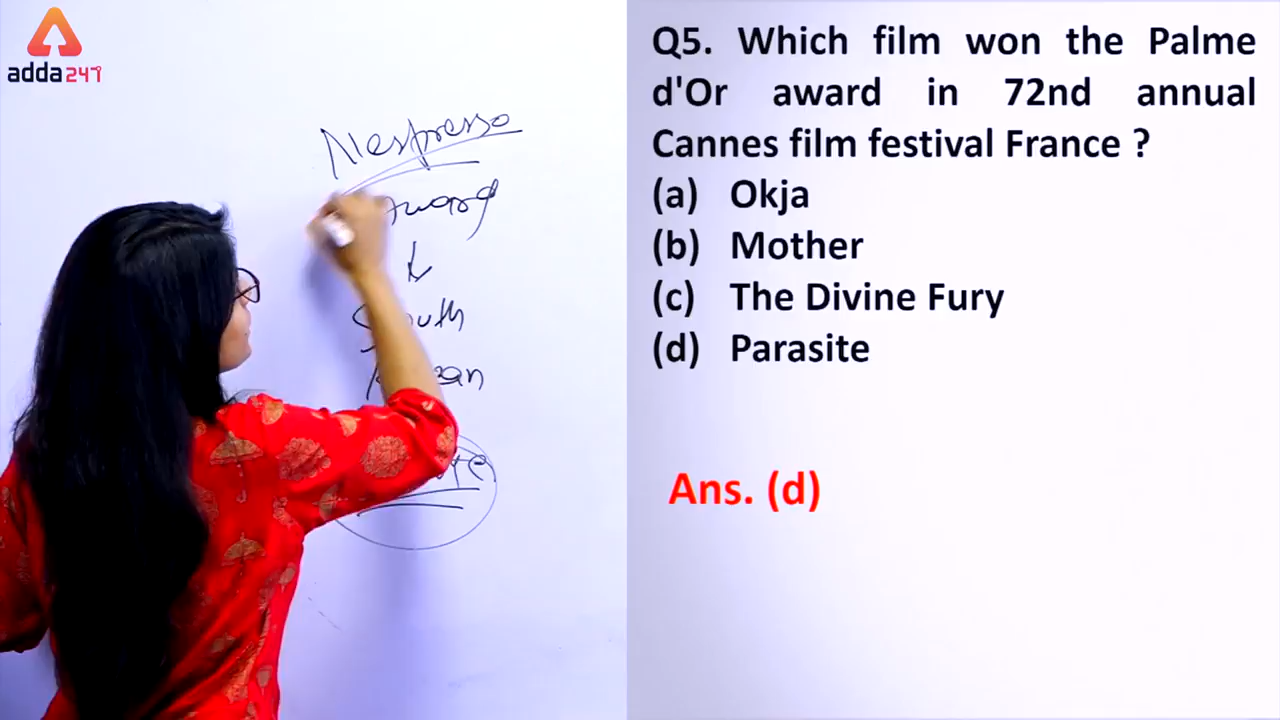 adda247
Nespresso
Award
South
Q5. Which film won the Palme
d'Or award in 72nd annual
Cannes film festival France ?
(a) Okja
(b) Mother
(c) The Divine Fury
(d) Parasite
Ans. (d)